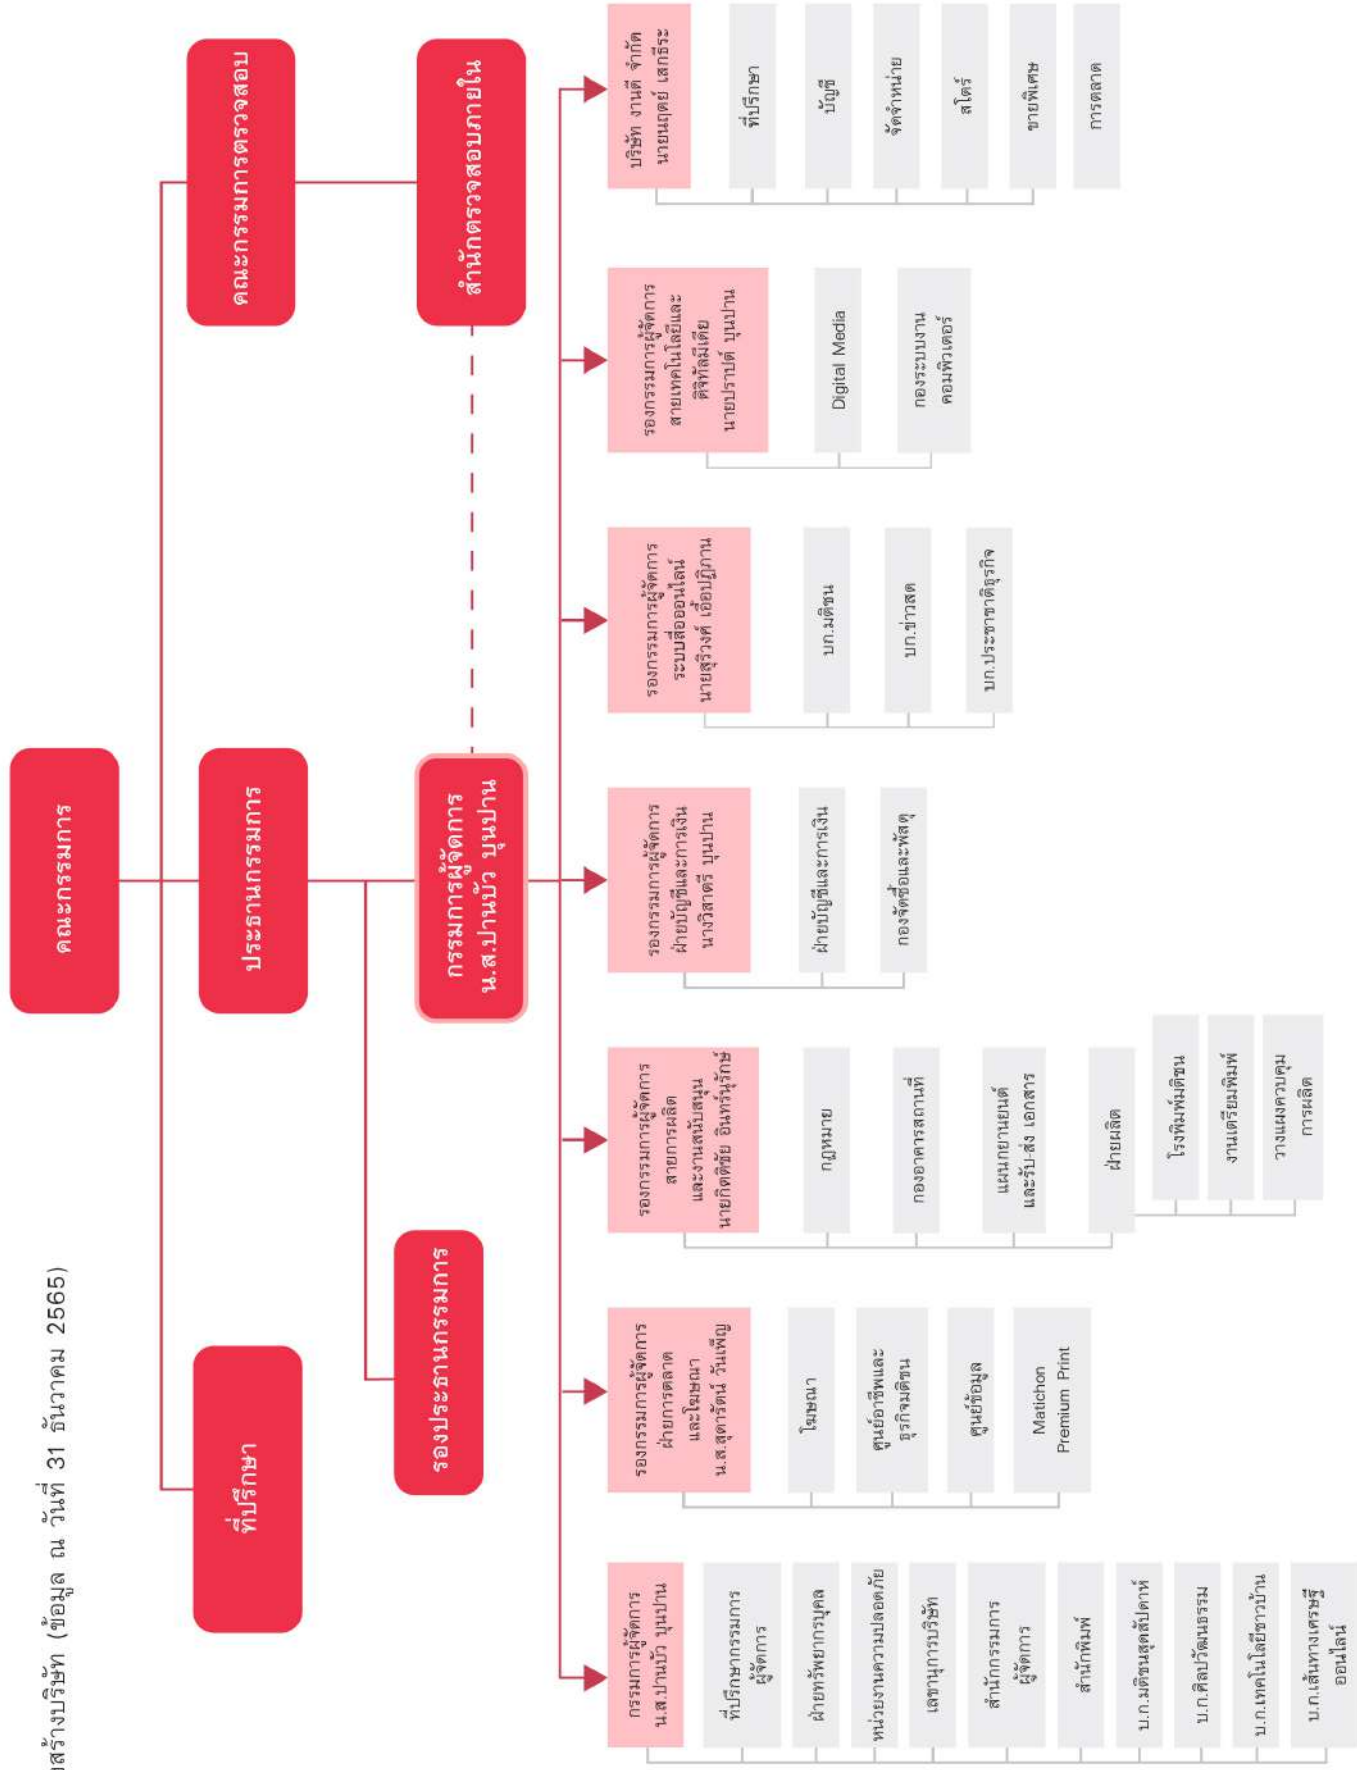 สร้างบริษัท (ข้อมูล ณ วันที่ 31 ธันวาคม 2565)
คณะกรรมการ
ที่ปรึกษา
ประธานกรรมการ
คณะกรรมการตรวจสอบ
รองประธานกรรมการ
กรรมการผู้จัดการ
น.ส.ปานบัว บุนปาน
สำนักตรวจสอบภายใน
กรรมการผู้จัดการ
น.ส.ปานบัว บุนปาน
ที่ปรึกษากรรมการ
ผู้จัดการ
ฝ่ายทรัพยากรบุคล
หน่วยงานความปลอดภัย
เลขานุการบริษัท
สำนักกรรมการ
ผู้จัดการ
สำนักพิมพ์
บ.ก.มติชนสุดสัปดาห์
บ.ก.ศิลปวัฒนธรรม
บ.ก.เทคโนโลยีชาวบ้าน
บ.ก.เส้นทางเศรษฐี
ออนไลน์
รองกรรมการผู้จัดการ
ฝ่ายการตลาด
และโฆษณา
น.ส.สุดารัตน์ วันเพ็ญ
โฆษณา
ศูนย์อาชีพและ
ธุรกิจมติชน
ศูนย์ข้อมูล
Matichon
Premium Print
รองกรรมการผู้จัดการ
สายการผลิต
และงานสนับสนุน
นายกิตติชัย อินทร์นุรักษ์
กฎหมาย
กองอาคารสถานที่
แผนกยานยนต์
และรับ-ส่ง เอกสาร
ฝ่ายผลิต
โรงพิมพ์มติชน
งานเตรียมพิมพ์
วางแผงควบคุม
การผลิต
รองกรรมการผู้จัดการ
ฝ่ายบัญชีและการเงิน
นางวิสาตรี บุนปาน
ฝ่ายบัญชีและการเงิน
กองจัดซื้อและพัสดุ
รองกรรมการผู้จัดการ
ระบบสื่อออนไลน์
นายสุริวงค์ เอื้อปฏิภาน
บก.มติชน
บก.ข่าวสด
บก.ประชาชาติธุรกิจ
รองกรรมการผู้จัดการ
สายเทคโนโลยีและ
ดิจิทัลมีเดีย
นายปราปต์ บุนปาน
Digital Media
กองระบบงาน
คอมพิวเตอร์
บริษัท งานดี จำกัด
นายนฤตย์ เสกธีระ
ที่ปรึกษา
บัญชี
จัดจำหน่าย
สโตร์
ขายพิเศษ
การตลาด